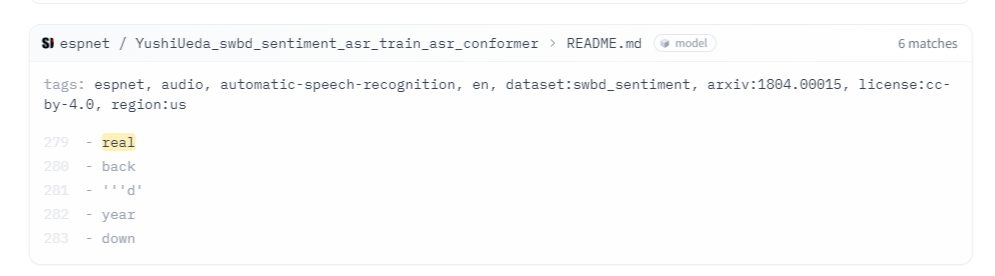 espnet / YushiUeda_swbd_sentiment_asr_train_asr_conformer > README.md model 6 matches
tags: espnet, audio, automatic-speech-recognition, en, dataset:swbd_sentiment, arxiv:1804.00015, license:cc-
by-4.0, region:us
279 - real
280 - back
281 - '''d'
282 - year
283 - down